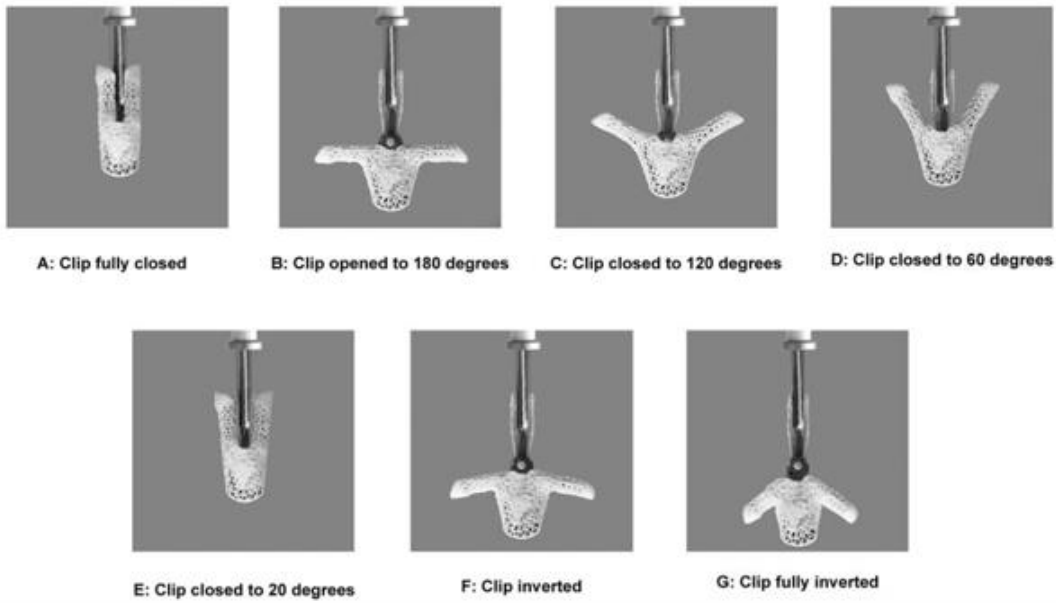 A: Clip fully closed
B: Clip opened to 180 degrees
C: Clip closed to 120 degrees
D: Clip closed to 60 degrees
E: Clip closed to 20 degrees
F: Clip inverted
G: Clip fully inverted